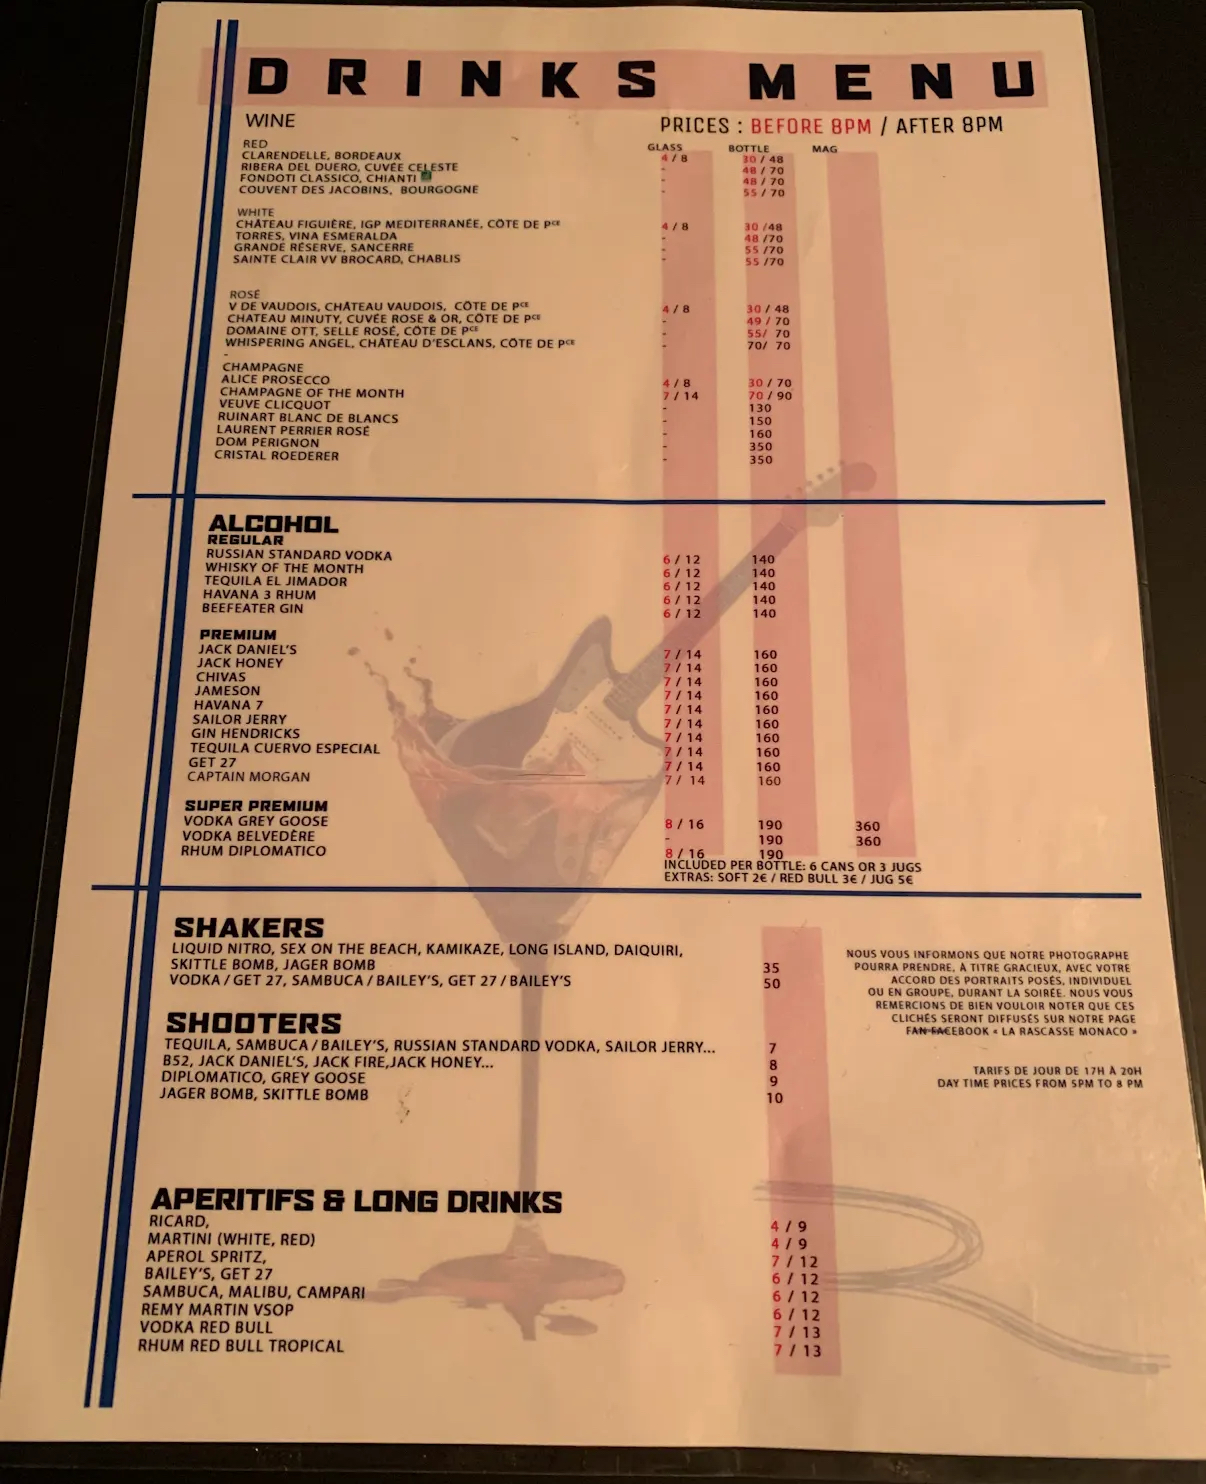 DRINKS MENU
WINE
PRICES : BEFORE 8PM / AFTER 8PM
GLASS BOTTLE MAG
RED
CLARENDELLE, BORDEAUX 4 / 8 30 / 48
RIBERA DEL DUERO, CUVÉE CELESTE - 48 / 70
FONDOTI CLASSICO, CHIANTI - 48 / 70
COUVENT DES JACOBINS, BOURGOGNE - 55 / 70
WHITE
CHÂTEAU FIGUIÈRE, IGP MEDITERRANÉE, CÔTE DE PCE 4 / 8 30 /48
TORRES, VINA ESMERALDA - 48 /70
GRANDE RÉSERVE, SANCERRE - 55 /70
SAINTE CLAIR VV BROCARD, CHABLIS - 55 /70
ROSÉ
V DE VAUDOIS, CHÂTEAU VAUDOIS, CÔTE DE PCE 4 / 8 30 / 48
CHATEAU MINUTY, CUVÉE ROSE & OR, CÔTE DE PCE - 49 / 70
DOMAINE OTT, SELLE ROSÉ, CÔTE DE PCE - 55/ 70
WHISPERING ANGEL, CHÂTEAU D'ESCLANS, CÔTE DE PCE - 70/ 70
-
CHAMPAGNE
ALICE PROSECCO 4 / 8 30 / 70
CHAMPAGNE OF THE MONTH 7 / 14 70 / 90
VEUVE CLICQUOT - 130
RUINART BLANC DE BLANCS - 150
LAURENT PERRIER ROSÉ - 160
DOM PERIGNON - 350
CRISTAL ROEDERER - 350
ALCOHOL
REGULAR
RUSSIAN STANDARD VODKA 6 / 12 140
WHISKY OF THE MONTH 6 / 12 140
TEQUILA EL JIMADOR 6 / 12 140
HAVANA 3 RHUM 6 / 12 140
BEEFEATER GIN 6 / 12 140
PREMIUM
JACK DANIEL'S 7 / 14 160
JACK HONEY 7 / 14 160
CHIVAS 7 / 14 160
JAMESON 7 / 14 160
HAVANA 7 7 / 14 160
SAILOR JERRY 7 / 14 160
GIN HENDRICKS 7 / 14 160
TEQUILA CUERVO ESPECIAL 7 / 14 160
GET 27 7 / 14 160
CAPTAIN MORGAN 7 / 14 160
SUPER PREMIUM
VODKA GREY GOOSE 8 / 16 190 360
VODKA BELVEDÈRE - 190 360
RHUM DIPLOMATICO 8 / 16 190
INCLUDED PER BOTTLE: 6 CANS OR 3 JUGS
EXTRAS: SOFT 2€ / RED BULL 3€ / JUG 5€
SHAKERS
LIQUID NITRO, SEX ON THE BEACH, KAMIKAZE, LONG ISLAND, DAIQUIRI,
SKITTLE BOMB, JAGER BOMB 35
VODKA / GET 27, SAMBUCA / BAILEY'S, GET 27 / BAILEY'S 50
SHOOTERS
TEQUILA, SAMBUCA / BAILEY'S, RUSSIAN STANDARD VODKA, SAILOR JERRY... 7
B52, JACK DANIEL'S, JACK FIRE,JACK HONEY... 8
DIPLOMATICO, GREY GOOSE 9
JAGER BOMB, SKITTLE BOMB 10
NOUS VOUS INFORMONS QUE NOTRE PHOTOGRAPHE
POURRA PRENDRE, À TITRE GRACIEUX, AVEC VOTRE
ACCORD DES PORTRAITS POSÉS, INDIVIDUEL
OU EN GROUPE, DURANT LA SOIRÉE. NOUS VOUS
REMERCIONS DE BIEN VOULOIR NOTER QUE CES
CLICHÉS SERONT DIFFUSÉS SUR NOTRE PAGE
FAN FACEBOOK « LA RASCASSE MONACO »
TARIFS DE JOUR DE 17H À 20H
DAY TIME PRICES FROM 5PM TO 8 PM
APERITIFS & LONG DRINKS
RICARD, 4 / 9
MARTINI (WHITE, RED) 4 / 9
APEROL SPRITZ, 7 / 12
BAILEY'S, GET 27 6 / 12
SAMBUCA, MALIBU, CAMPARI 6 / 12
REMY MARTIN VSOP 6 / 12
VODKA RED BULL 7 / 13
RHUM RED BULL TROPICAL 7 / 13